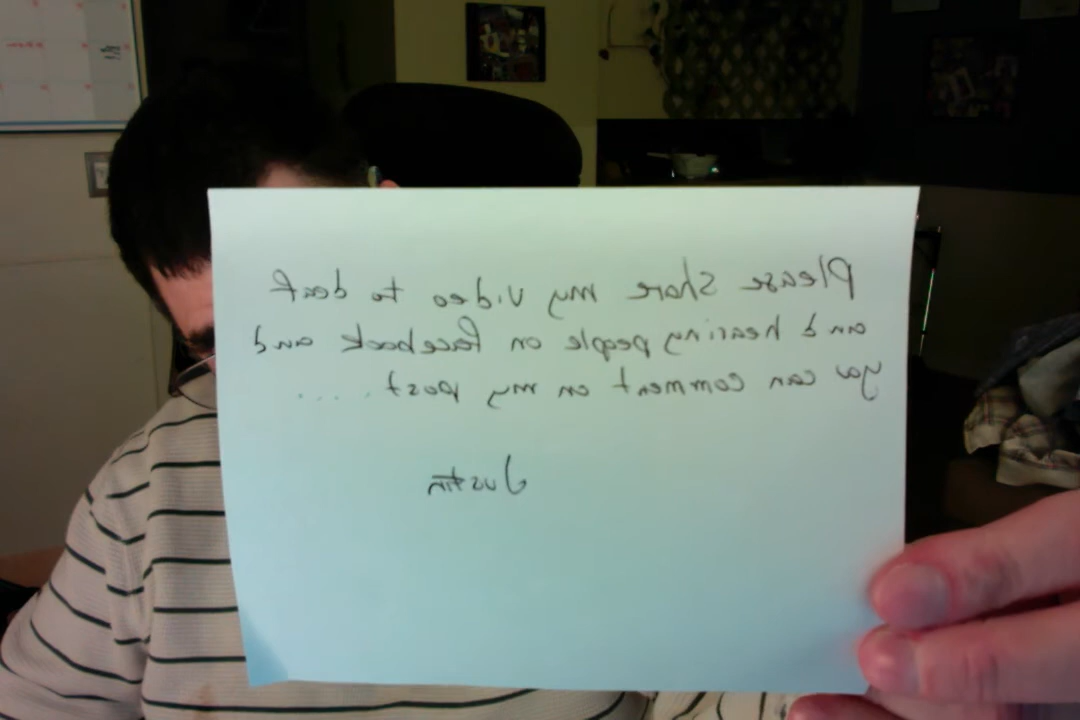 Please share my video to deaf
and hearing people on facebook and
you can comment on my post.....
Justin